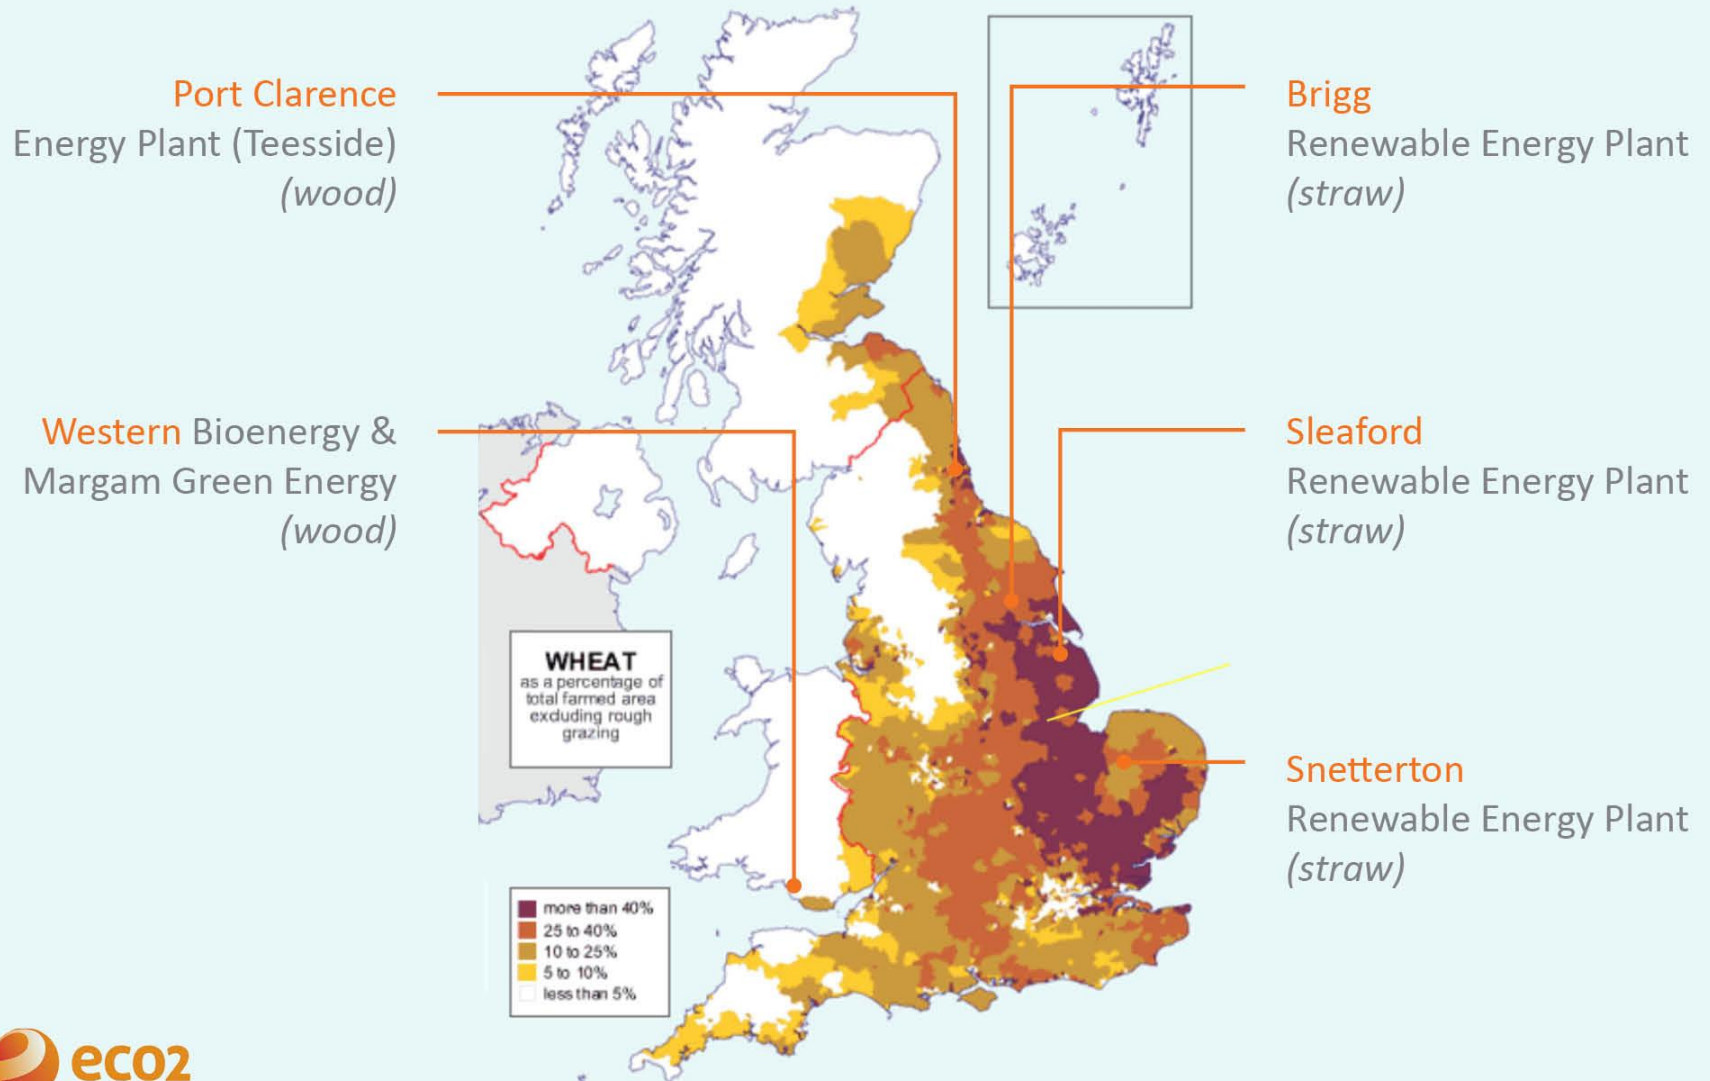 Port Clarence
Energy Plant (Teesside)
(wood)
Western Bioenergy &
Margam Green Energy
(wood)
Brigg
Renewable Energy Plant
(straw)
Sleaford
Renewable Energy Plant
(straw)
Snetterton
Renewable Energy Plant
(straw)
WHEAT
as a percentage of
total farmed area
excluding rough
grazing
more than 40%
25 to 40%
10 to 25%
5 to 10%
less than 5%
eco2